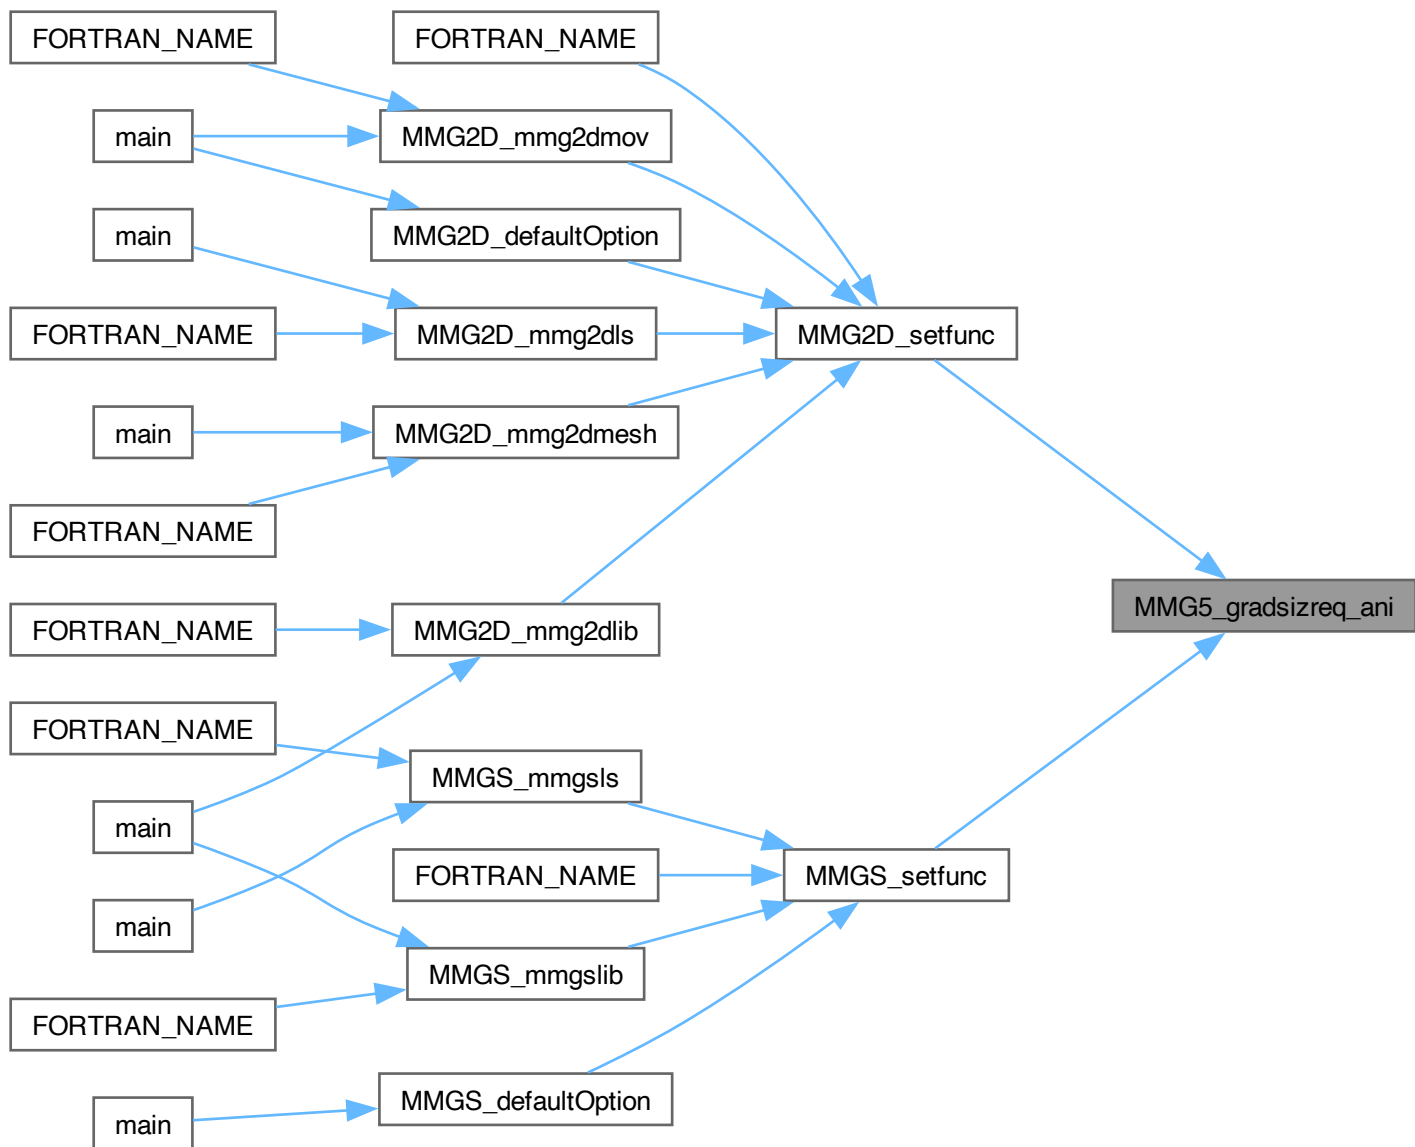 FORTRAN_NAME
FORTRAN_NAME
main
MMG2D_mmg2dmov
main
MMG2D_defaultOption
FORTRAN_NAME
MMG2D_mmg2dls
MMG2D_setfunc
main
MMG2D_mmg2dmesh
FORTRAN_NAME
MMG5_gradsizreq_ani
FORTRAN_NAME
MMG2D_mmg2dlib
FORTRAN_NAME
MMGS_mmgsls
main
FORTRAN_NAME
MMGS_setfunc
main
MMGS_mmgslib
FORTRAN_NAME
MMGS_defaultOption
main